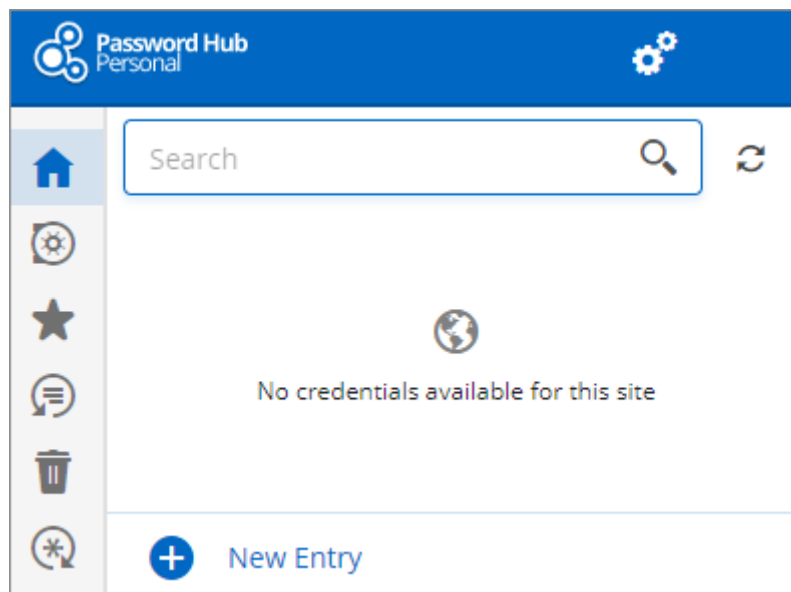 Password Hub
Personal
Search
No credentials available for this site
New Entry